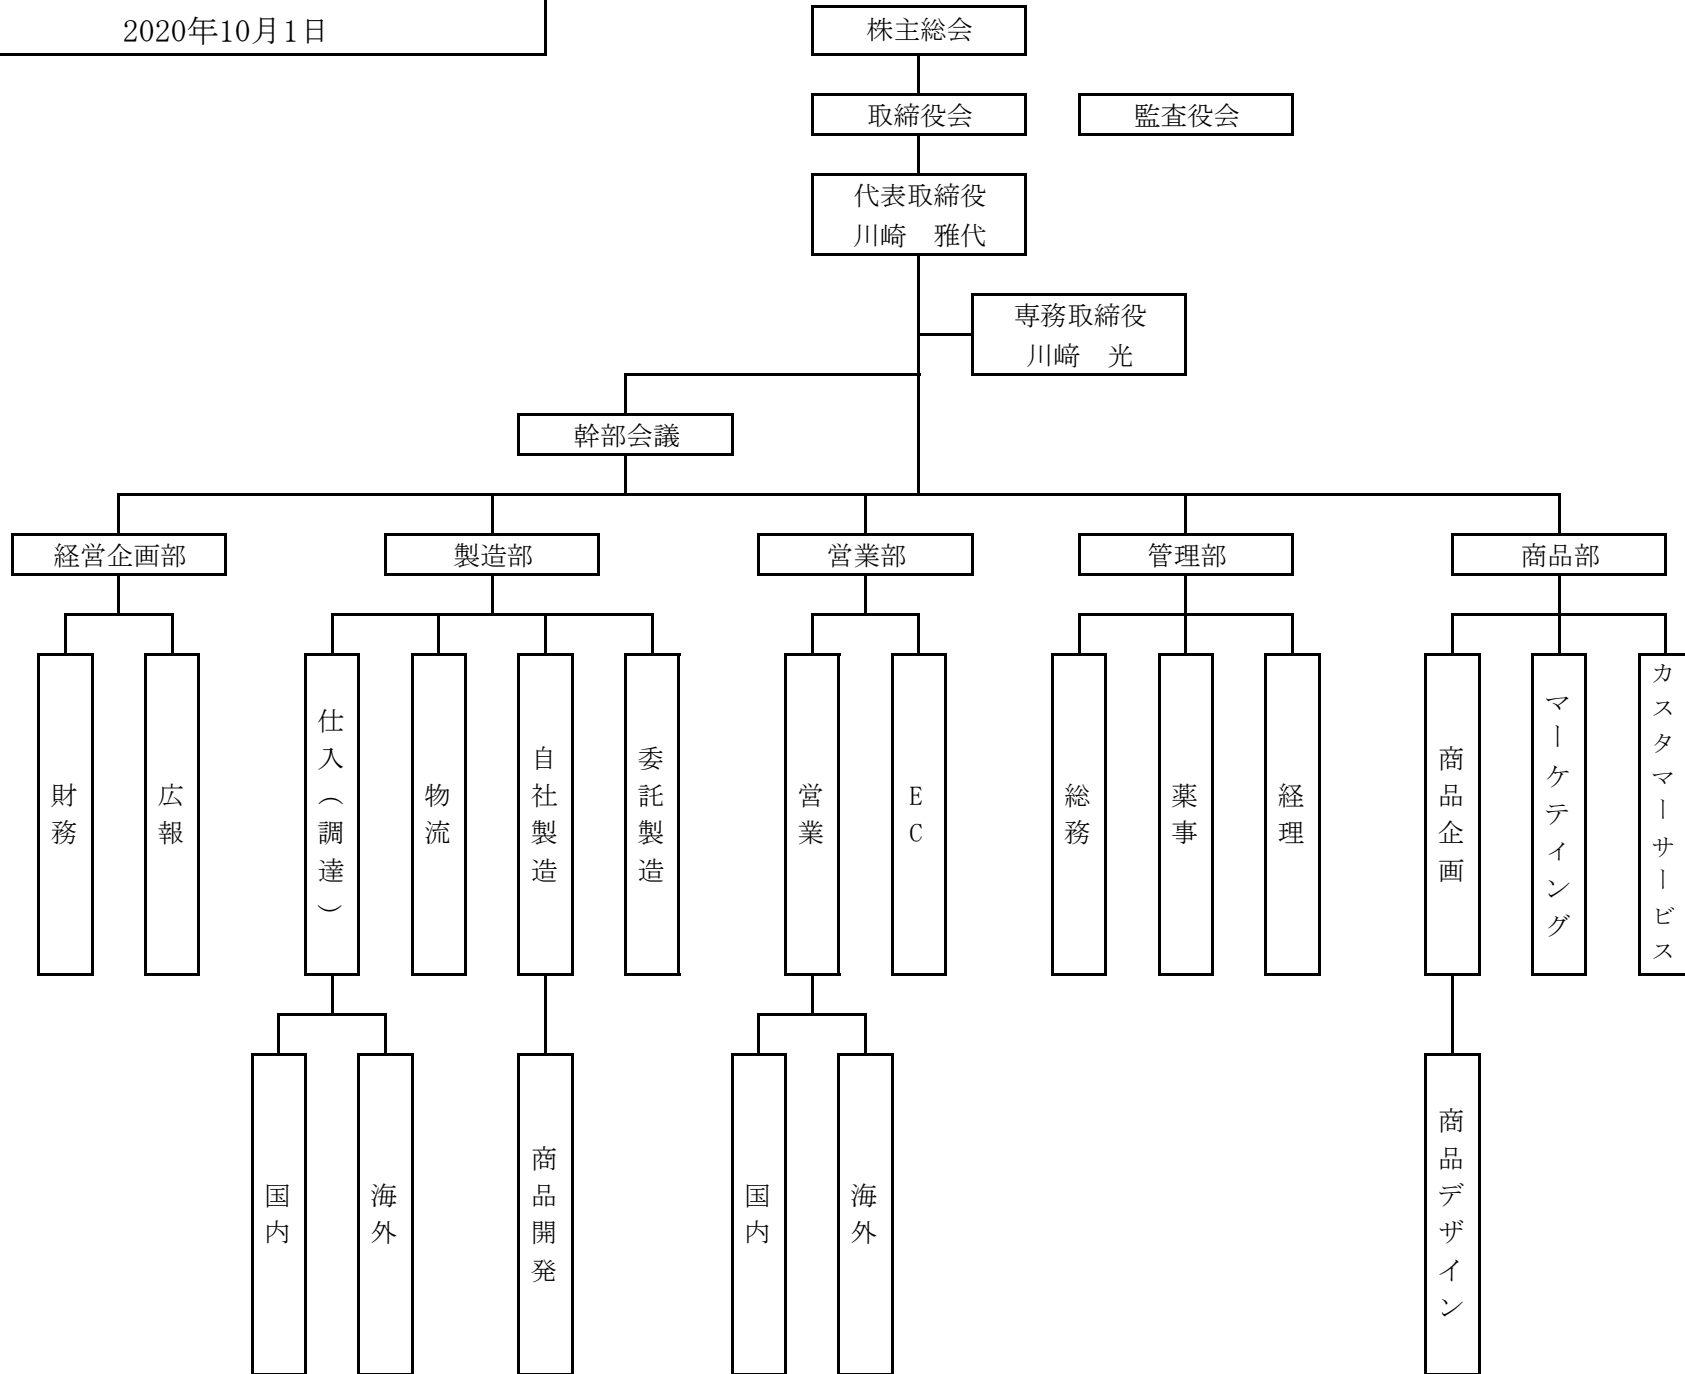 2020年10月1日
株主総会
取締役会
監査役会
代表取締役
川崎　雅代
専務取締役
川﨑　光
幹部会議
経営企画部
製造部
営業部
管理部
商品部
財務
広報
仕入（調達）
物流
自社製造
委託製造
営業
EC
総務
薬事
経理
商品企画
マーケティング
カスタマーサービス
国内
海外
商品開発
国内
海外
商品デザイン